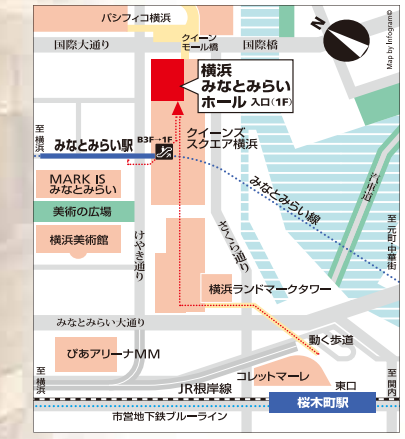 パシフィコ横浜
国際大通り
クイーン
モール橋
国際橋
N
Map by Infogram©
横浜
みなとみらい
ホール 入口(1F)
至横浜
みなとみらい駅
B3F→1F
クイーンズ
スクエア横浜
MARK IS
みなとみらい
美術の広場
横浜美術館
けやき通り
さくら通り
みなとみらい線
汽車道
至元町中華街
横浜ランドマークタワー
みなとみらい大通り
動く歩道
ぴあアリーナMM
コレットマーレ
至横浜
JR根岸線
東口
至関内
桜木町駅
市営地下鉄ブルーライン